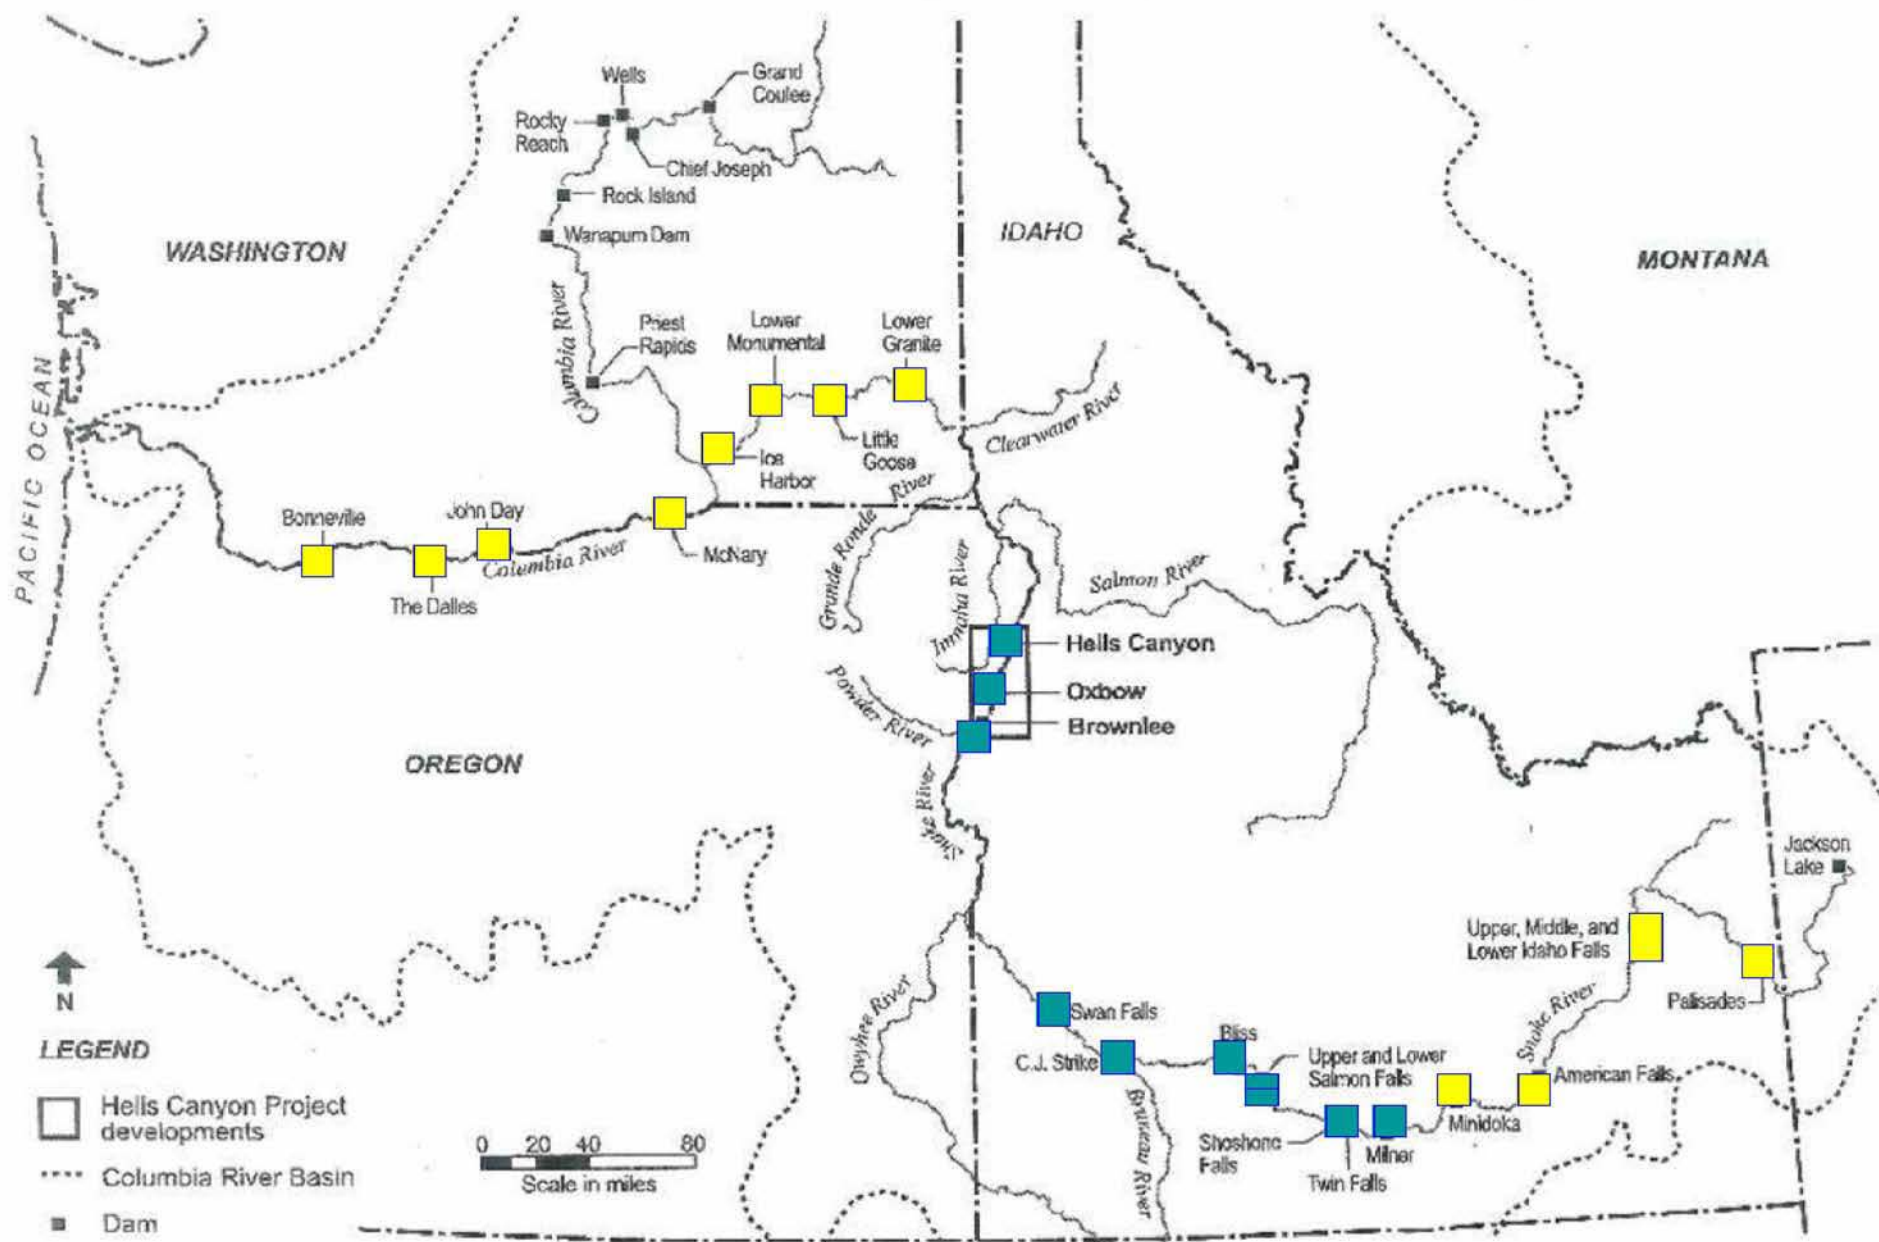 Wells
Grand
Coulee
Rocky
Reach
Chief Joseph
Rock Island
Wanapum Dam
WASHINGTON
IDAHO
MONTANA
Columbia River
Priest
Rapids
Lower
Monumental
Lower
Granite
PACIFIC OCEAN
Clearwater River
Little
Goose
Ice
Harbor
Grande Ronde River
Bonneville
John Day
Columbia River
McNary
The Dalles
Imnaha River
Salmon River
Hells Canyon
Oxbow
Brownlee
Powder River
OREGON
Snake River
Jackson
Lake
Upper, Middle, and
Lower Idaho Falls
Palisades
Snake River
Owyhee River
Swan Falls
C.J. Strike
Bliss
Upper and Lower
Salmon Falls
American Falls
Minidoka
Bruneau River
Shoshone
Falls
Milner
Twin Falls
N
LEGEND
Hells Canyon Project
developments
Columbia River Basin
Dam
0 20 40 80
Scale in miles